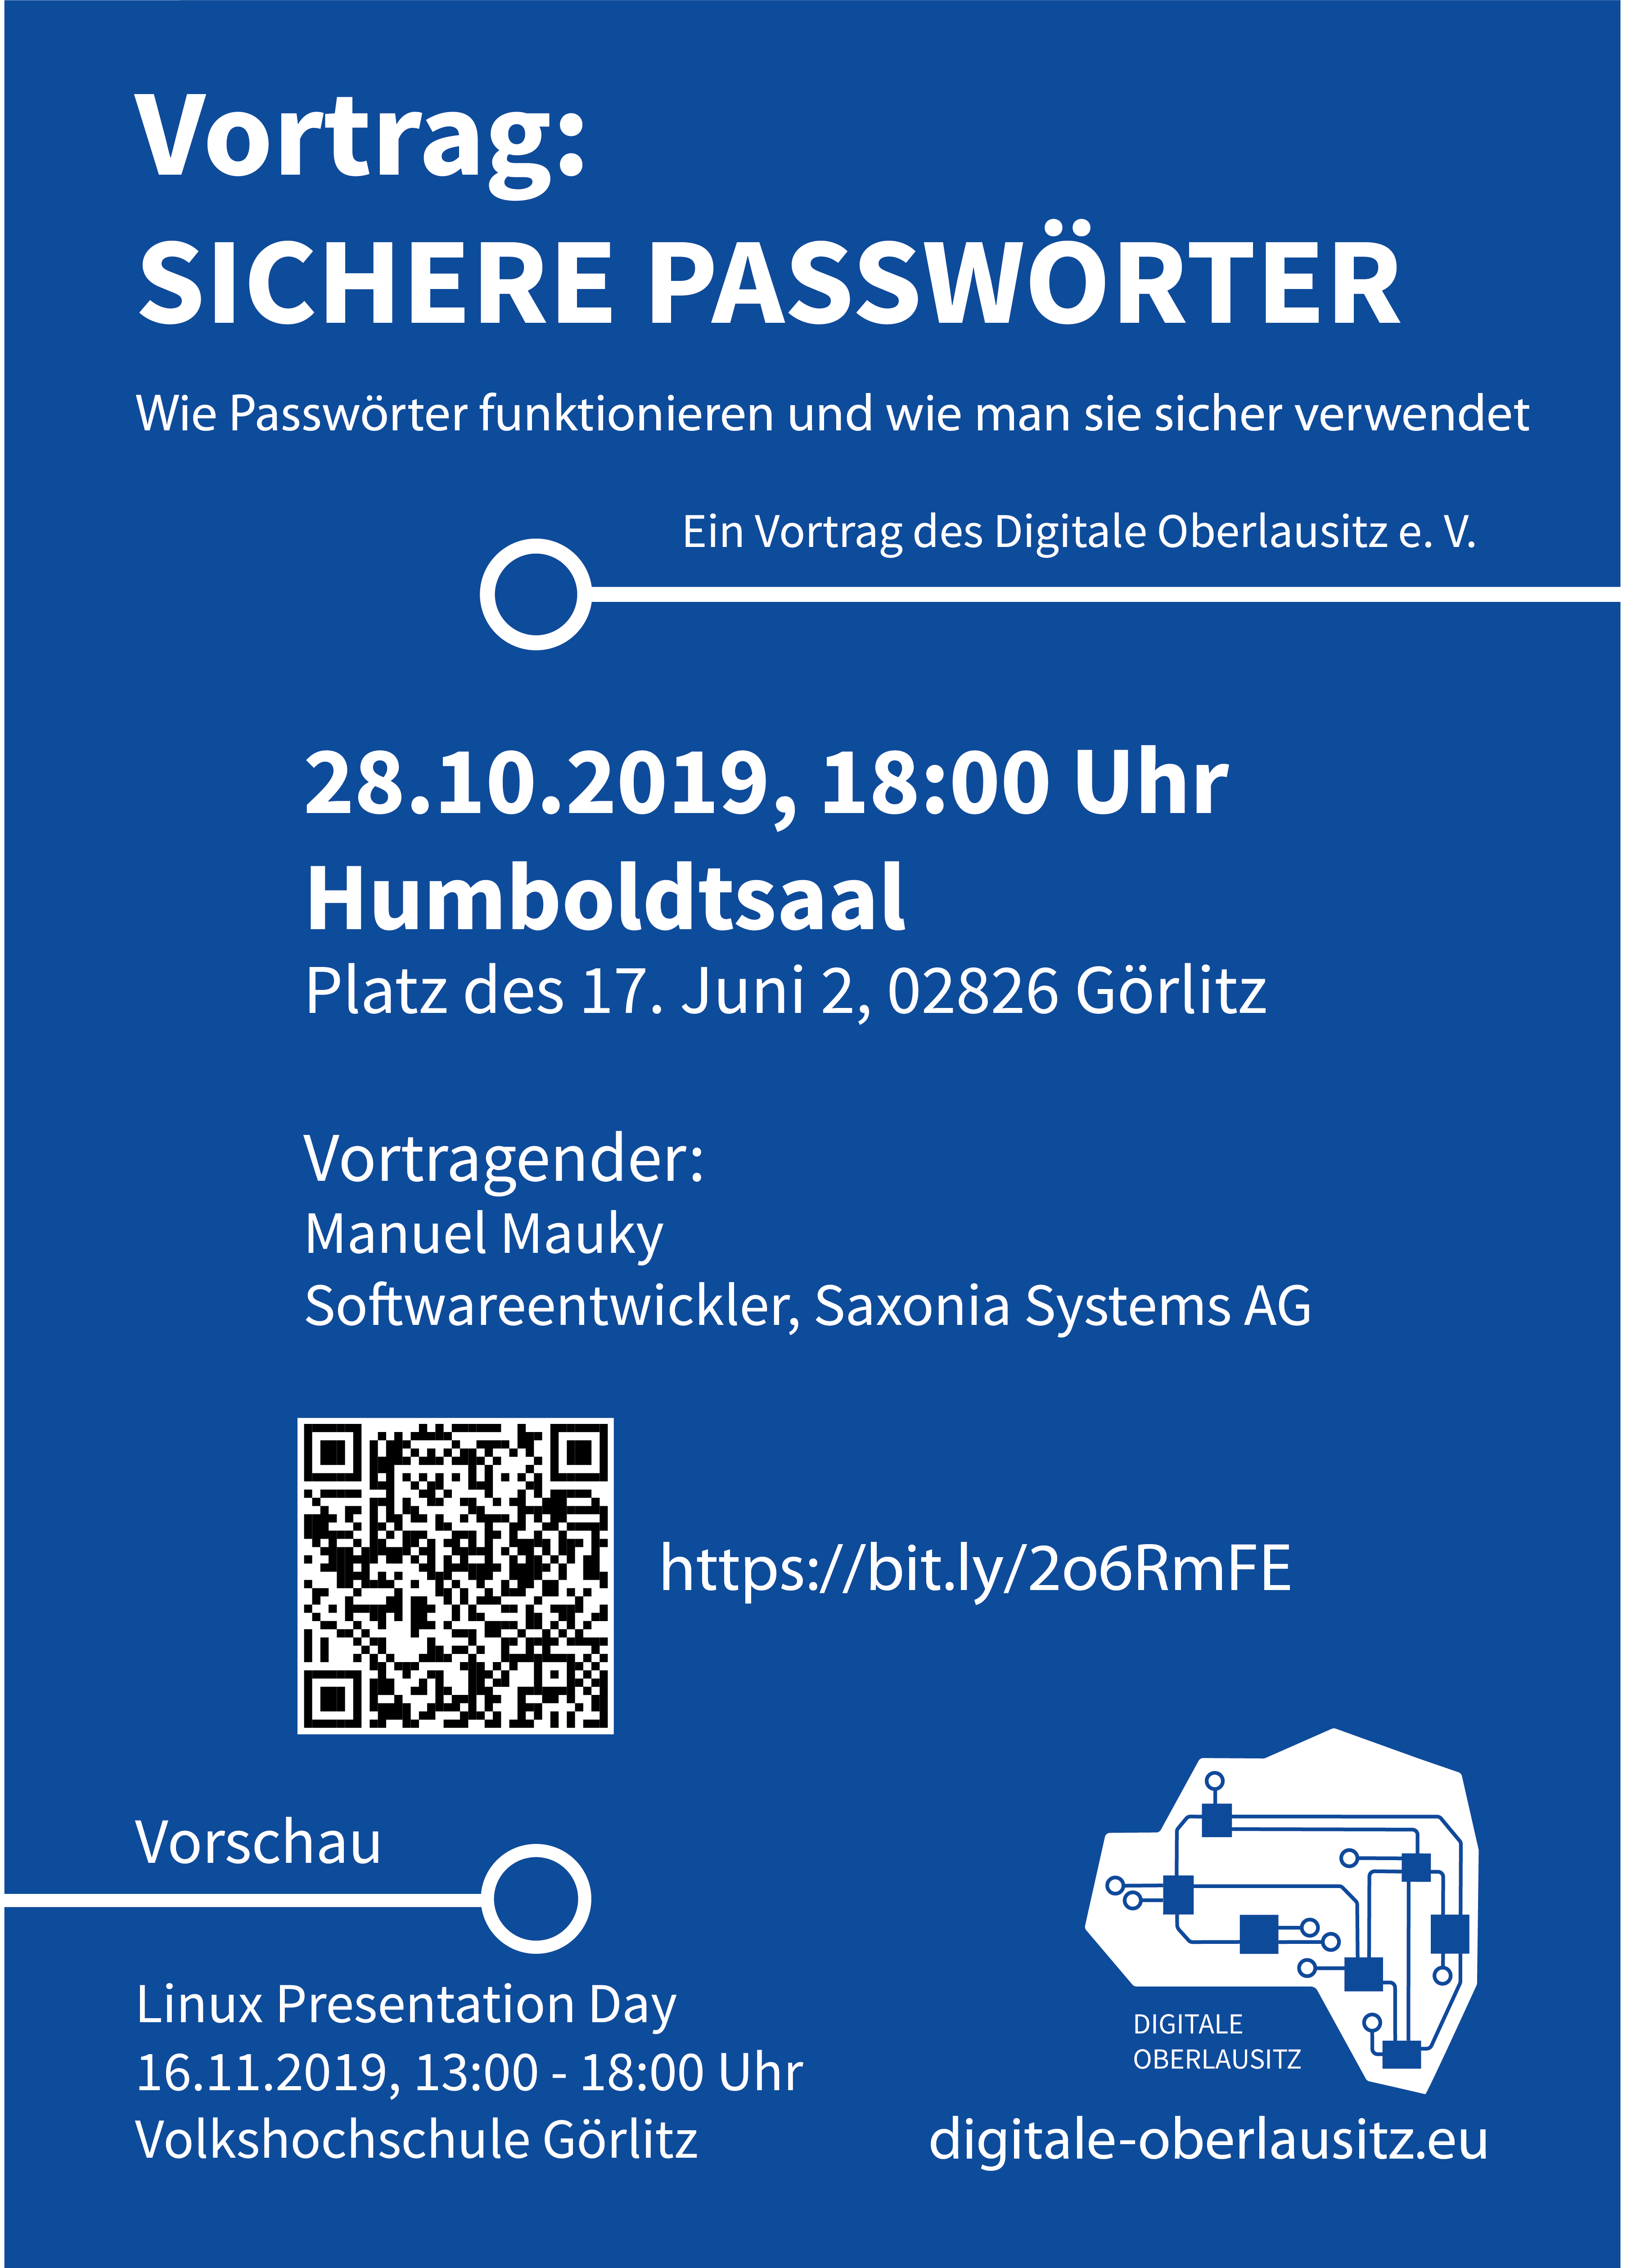 Vortrag:
SICHERE PASSWÖRTER
Wie Passwörter funktionieren und wie man sie sicher verwendet
Ein Vortrag des Digitale Oberlausitz e. V.
28.10.2019, 18:00 Uhr
Humboldtsaal
Platz des 17. Juni 2, 02826 Görlitz
Vortragender:
Manuel Mauky
Softwareentwickler, Saxonia Systems AG
https://bit.ly/2o6RmFE
Vorschau
Linux Presentation Day
16.11.2019, 13:00 - 18:00 Uhr
Volkshochschule Görlitz
DIGITALE
OBERLAUSITZ
digitale-oberlausitz.eu